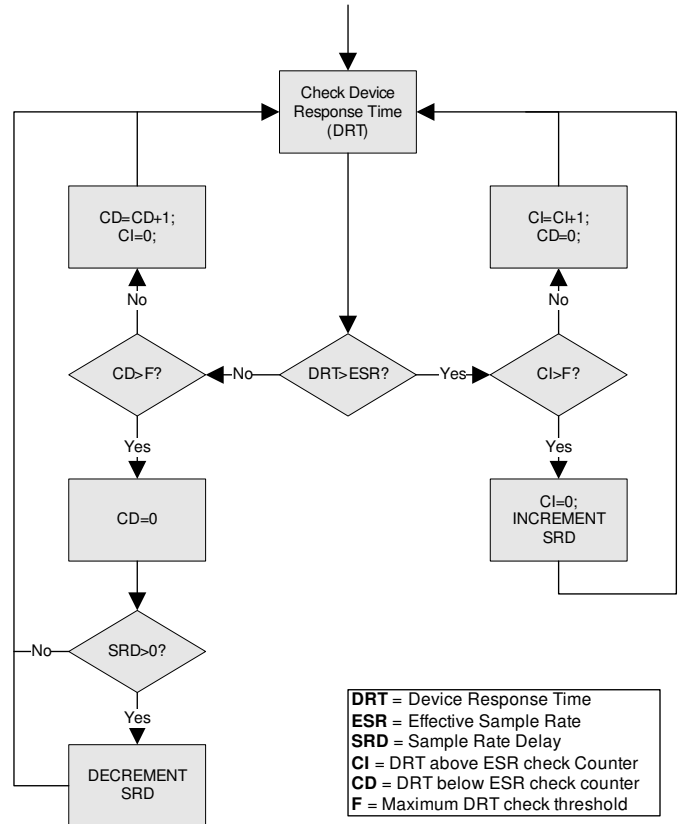 Check Device
Response Time
(DRT)
CD=CD+1;
CI=0;
CI=CI+1;
CD=0;
No
No
CD>F?
No
DRT>ESR?
Yes
CI>F?
Yes
Yes
CD=0
CI=0;
INCREMENT
SRD
No
SRD>0?
Yes
DECREMENT
SRD
DRT = Device Response Time
ESR = Effective Sample Rate
SRD = Sample Rate Delay
CI = DRT above ESR check Counter
CD = DRT below ESR check counter
F = Maximum DRT check threshold